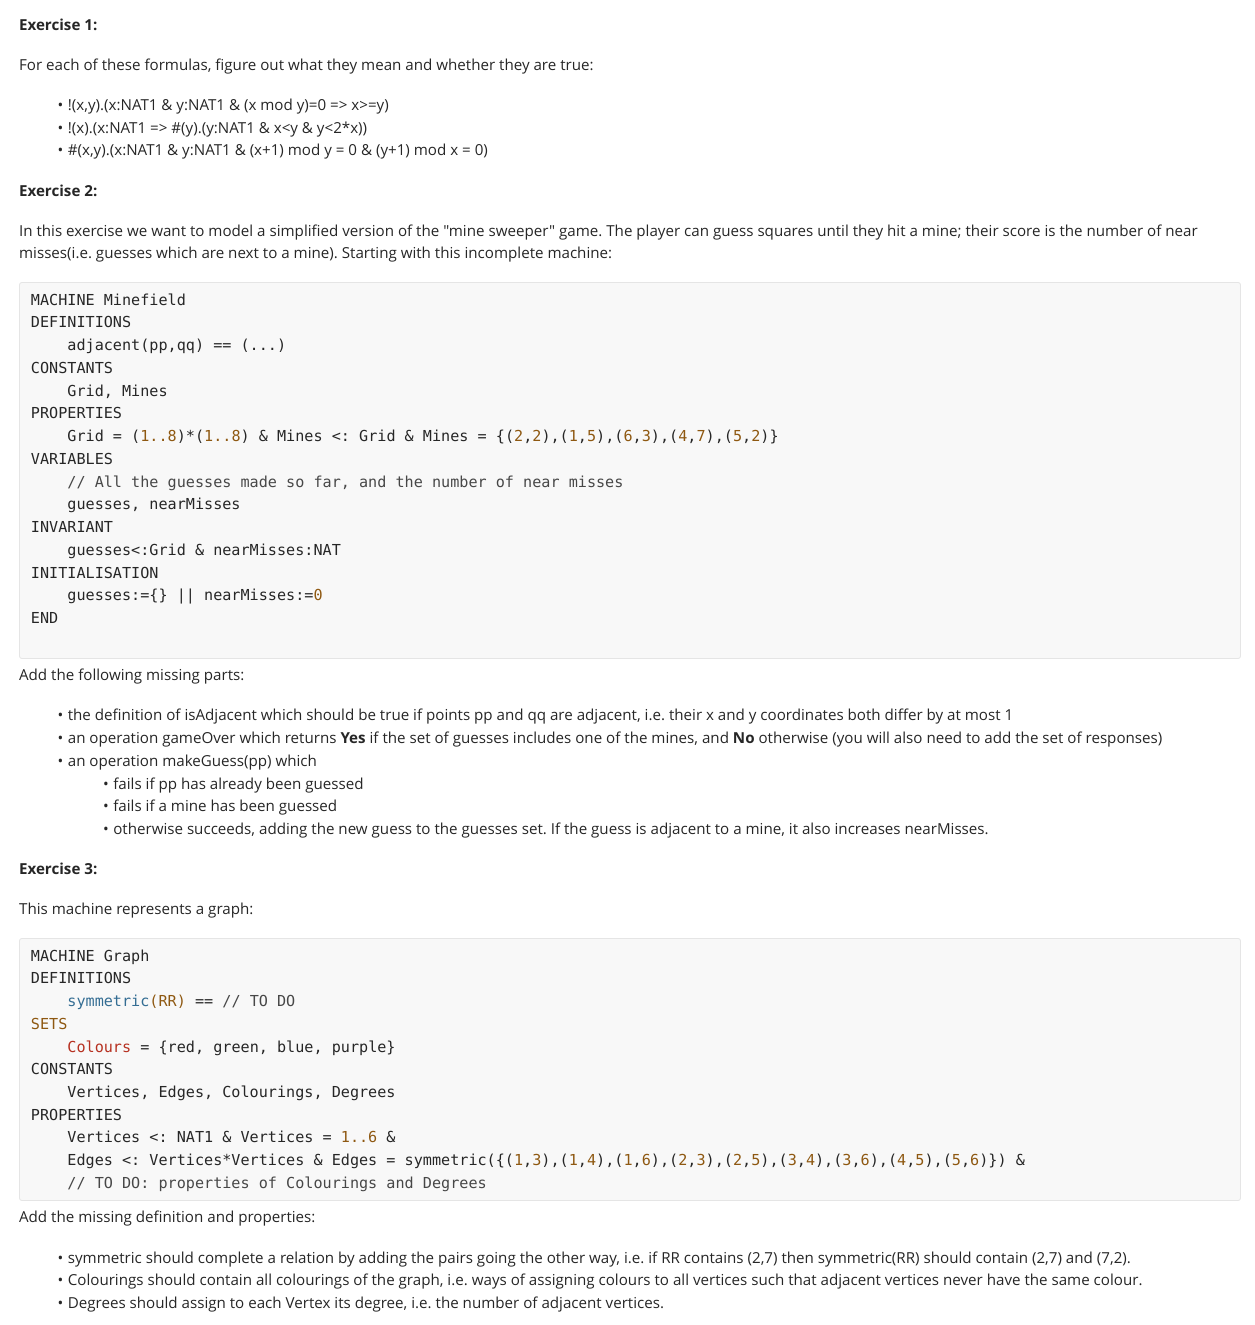 Exercise 1:
For each of these formulas, figure out what they mean and whether they are true:
• !(x,y).(x:NAT1 & y:NAT1 & (x mod y)=0 => x>=y)
• !(x).(x:NAT1 => #(y).(y:NAT1 & x<y & y<2*x))
• #(x,y).(x:NAT1 & y:NAT1 & (x+1) mod y = 0 & (y+1) mod x = 0)
Exercise 2:
In this exercise we want to model a simplified version of the "mine sweeper" game. The player can guess squares until they hit a mine; their score is the number of near
misses(i.e. guesses which are next to a mine). Starting with this incomplete machine:
MACHINE Minefield
DEFINITIONS
    adjacent(pp,qq) == (...)
CONSTANTS
    Grid, Mines
PROPERTIES
    Grid = (1..8)*(1..8) & Mines <: Grid & Mines = {(2,2),(1,5),(6,3),(4,7),(5,2)}
VARIABLES
    // All the guesses made so far, and the number of near misses
    guesses, nearMisses
INVARIANT
    guesses<:Grid & nearMisses:NAT
INITIALISATION
    guesses:={} || nearMisses:=0
END
Add the following missing parts:
• the definition of isAdjacent which should be true if points pp and qq are adjacent, i.e. their x and y coordinates both differ by at most 1
• an operation gameOver which returns Yes if the set of guesses includes one of the mines, and No otherwise (you will also need to add the set of responses)
• an operation makeGuess(pp) which
• fails if pp has already been guessed
• fails if a mine has been guessed
• otherwise succeeds, adding the new guess to the guesses set. If the guess is adjacent to a mine, it also increases nearMisses.
Exercise 3:
This machine represents a graph:
MACHINE Graph
DEFINITIONS
    symmetric(RR) == // TO DO
SETS
    Colours = {red, green, blue, purple}
CONSTANTS
    Vertices, Edges, Colourings, Degrees
PROPERTIES
    Vertices <: NAT1 & Vertices = 1..6 &
    Edges <: Vertices*Vertices & Edges = symmetric({(1,3),(1,4),(1,6),(2,3),(2,5),(3,4),(3,6),(4,5),(5,6)}) &
    // TO DO: properties of Colourings and Degrees
Add the missing definition and properties:
• symmetric should complete a relation by adding the pairs going the other way, i.e. if RR contains (2,7) then symmetric(RR) should contain (2,7) and (7,2).
• Colourings should contain all colourings of the graph, i.e. ways of assigning colours to all vertices such that adjacent vertices never have the same colour.
• Degrees should assign to each Vertex its degree, i.e. the number of adjacent vertices.